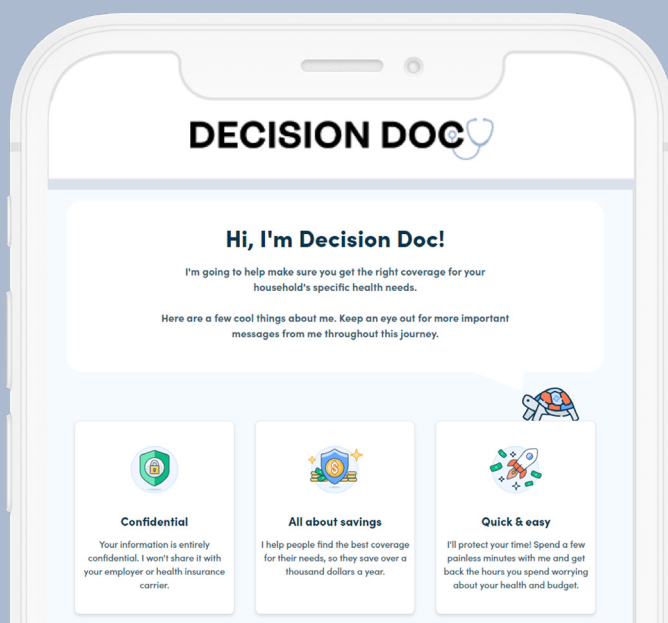 DECISION DOC
Hi, I'm Decision Doc!
I'm going to help make sure you get the right coverage for your
household's specific health needs.
Here are a few cool things about me. Keep an eye out for more important
messages from me throughout this journey.
Confidential
Your information is entirely
confidential. I won't share it with
your employer or health insurance
carrier.
All about savings
I help people find the best coverage
for their needs, so they save over a
thousand dollars a year.
Quick & easy
I'll protect your time! Spend a few
painless minutes with me and get
back the hours you spend worrying
about your health and budget.